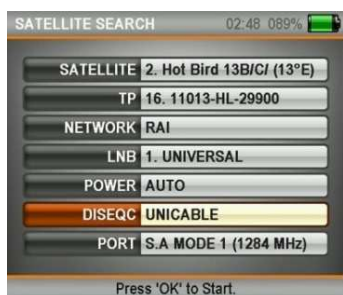 SATELLITE SEARCH 02:48 089%
SATELLITE 2. Hot Bird 13B/C/ (13°E)
TP 16. 11013-HL-29900
NETWORK RAI
LNB 1. UNIVERSAL
POWER AUTO
DISEQC UNICABLE
PORT S.A MODE 1 (1284 MHz)
Press 'OK' to Start.